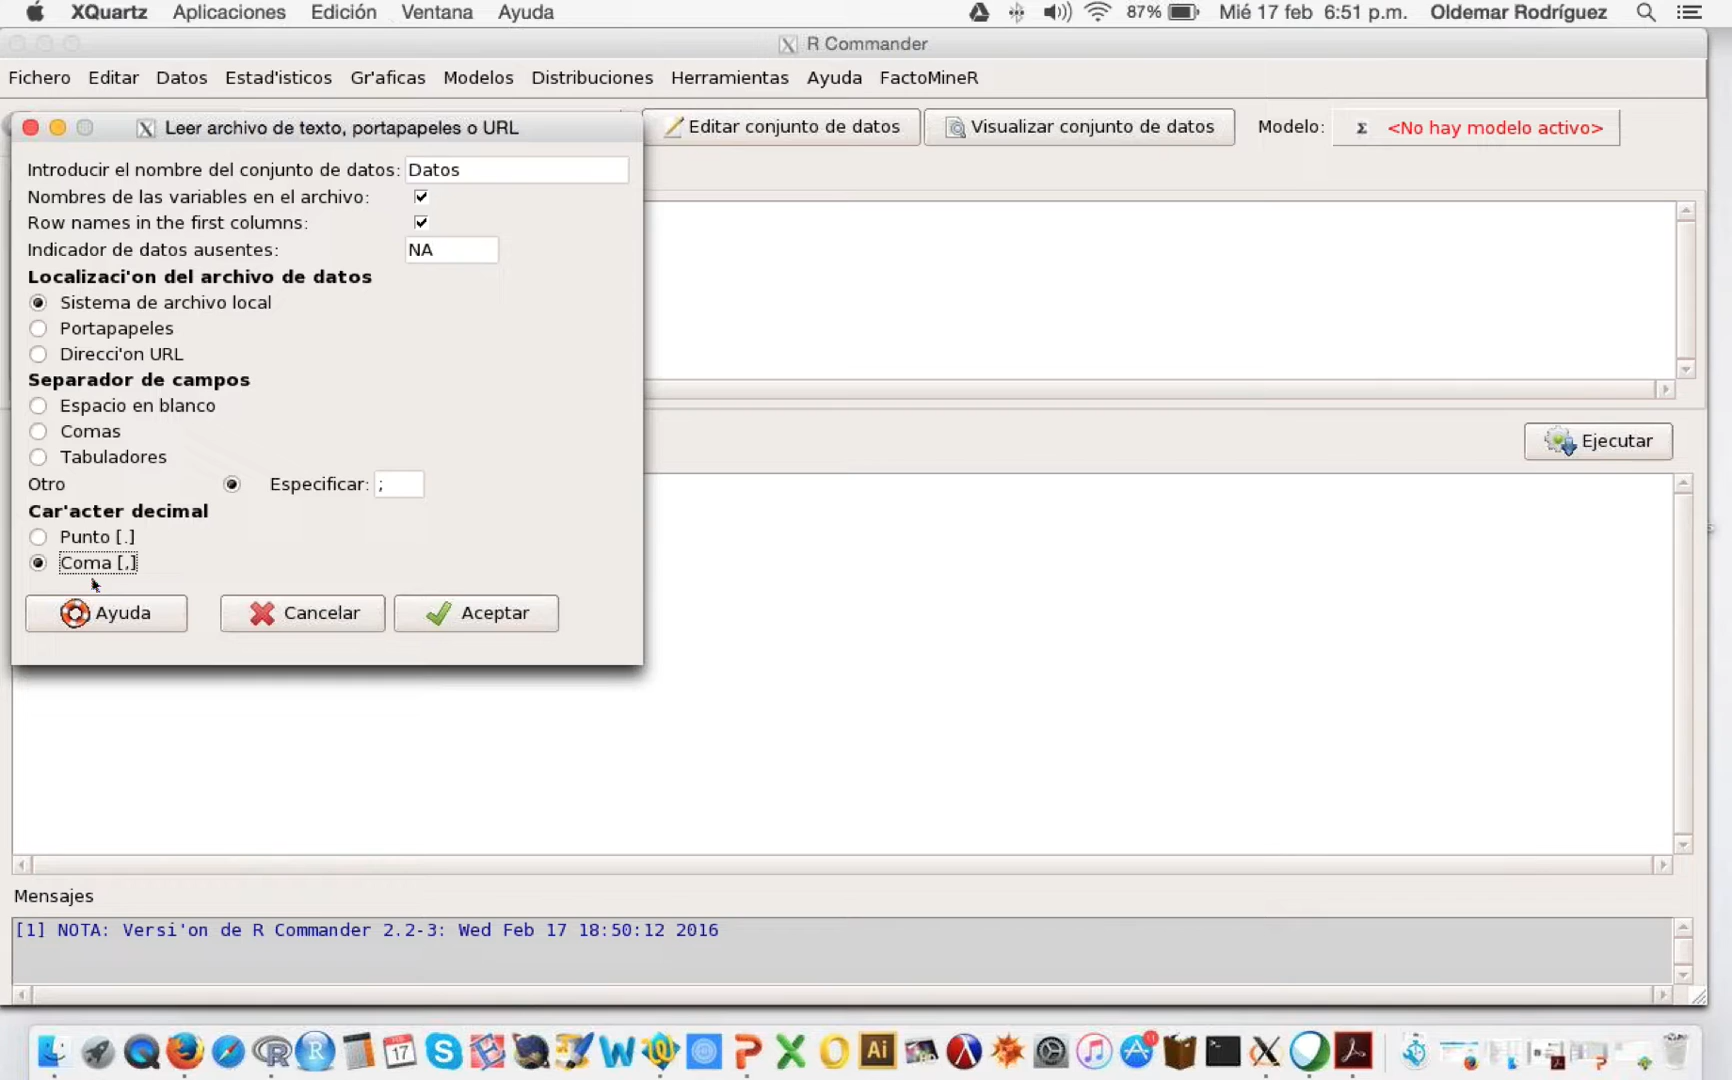 XQuartz Aplicaciones Edición Ventana Ayuda 87% Mié 17 feb 6:51 p.m. Oldemar Rodríguez
R Commander
Fichero Editar Datos Estad'isticos Gr'aficas Modelos Distribuciones Herramientas Ayuda FactoMineR
Leer archivo de texto, portapapeles o URL
Editar conjunto de datos Visualizar conjunto de datos Modelo: Σ <No hay modelo activo>
Introducir el nombre del conjunto de datos: Datos
Nombres de las variables en el archivo:
Row names in the first columns:
Indicador de datos ausentes: NA
Localizaci'on del archivo de datos
Sistema de archivo local
Portapapeles
Direcci'on URL
Separador de campos
Espacio en blanco
Comas
Ejecutar
Tabuladores
Otro Especificar: ;
Car'acter decimal
Punto [.]
Coma [,]
Ayuda Cancelar Aceptar
Mensajes
[1] NOTA: Versi'on de R Commander 2.2-3: Wed Feb 17 18:50:12 2016
17
Ai